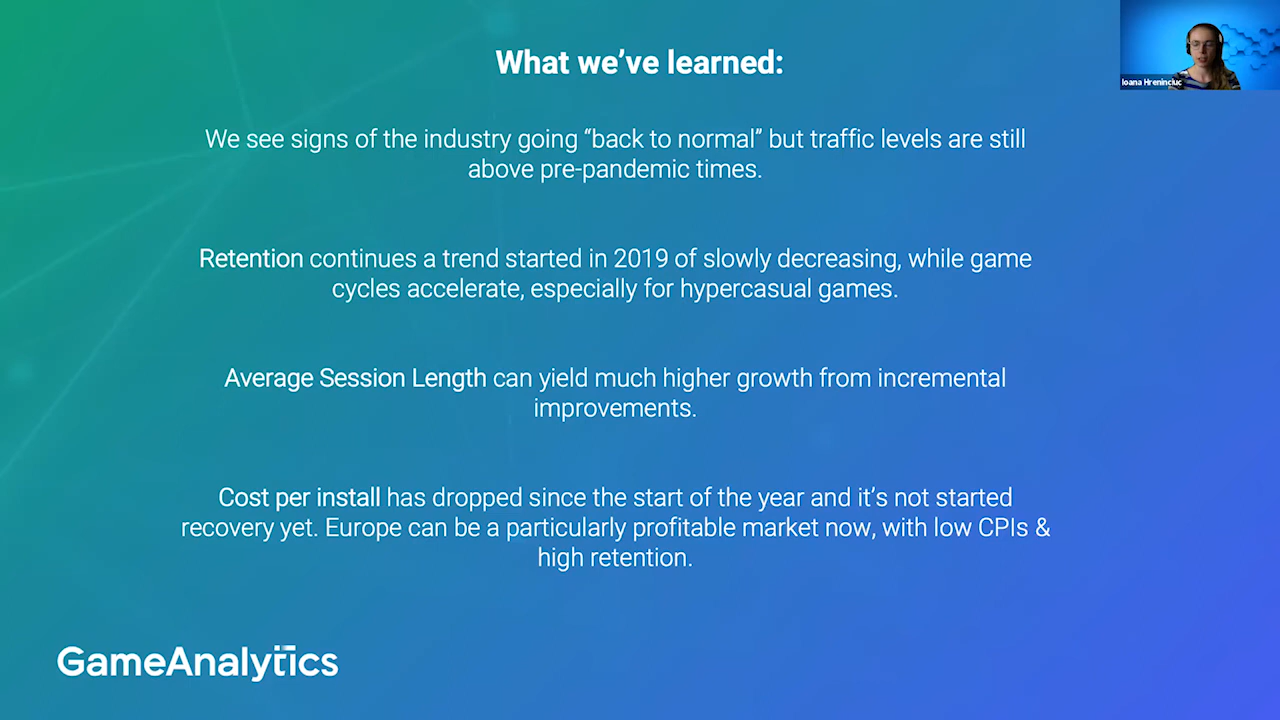 What we’ve learned:
Ioana Hreninciuc
We see signs of the industry going “back to normal” but traffic levels are still
above pre-pandemic times.
Retention continues a trend started in 2019 of slowly decreasing, while game
cycles accelerate, especially for hypercasual games.
Average Session Length can yield much higher growth from incremental
improvements.
Cost per install has dropped since the start of the year and it’s not started
recovery yet. Europe can be a particularly profitable market now, with low CPIs &
high retention.
GameAnalytics